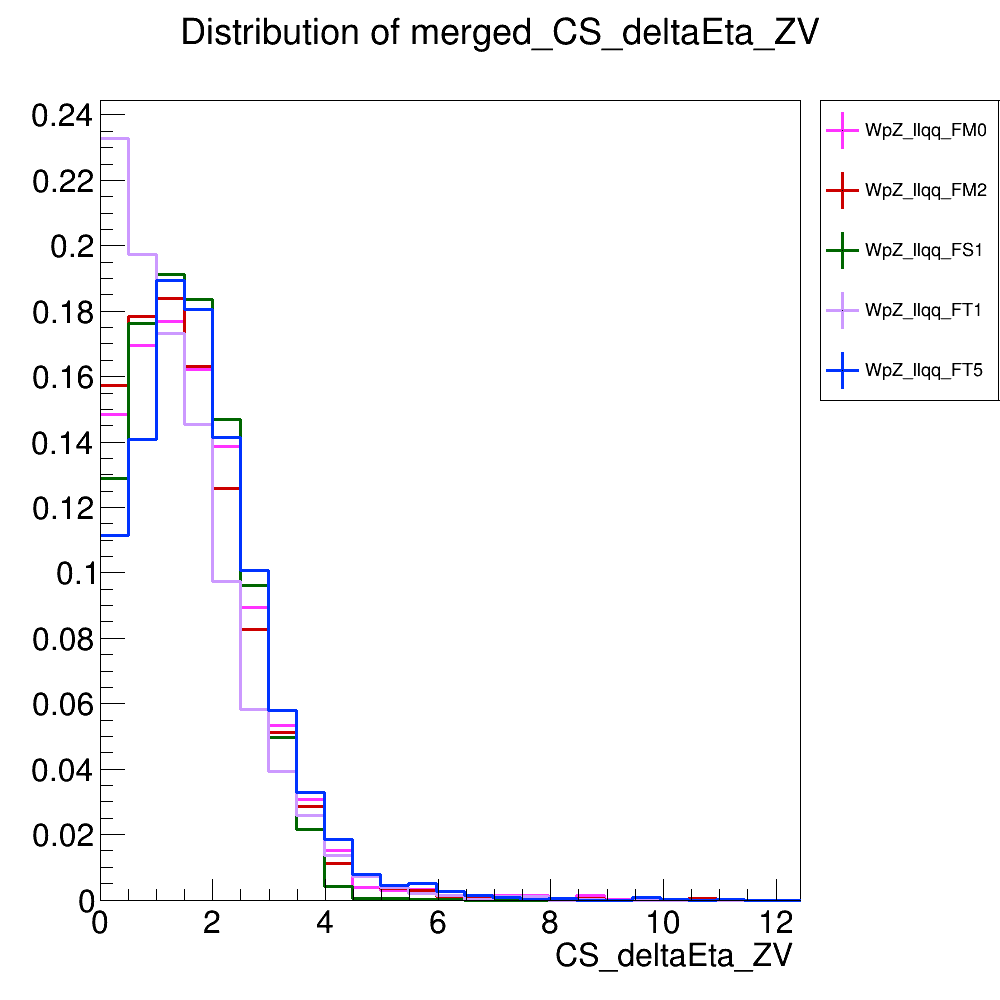 Distribution of merged_CS_deltaEta_ZV
0.24
0.22
0.2
0.18
0.16
0.14
0.12
0.1
0.08
0.06
0.04
0.02
0
0 2 4 6 8 10 12
CS_deltaEta_ZV
WpZ_llqq_FM0
WpZ_llqq_FM2
WpZ_llqq_FS1
WpZ_llqq_FT1
WpZ_llqq_FT5